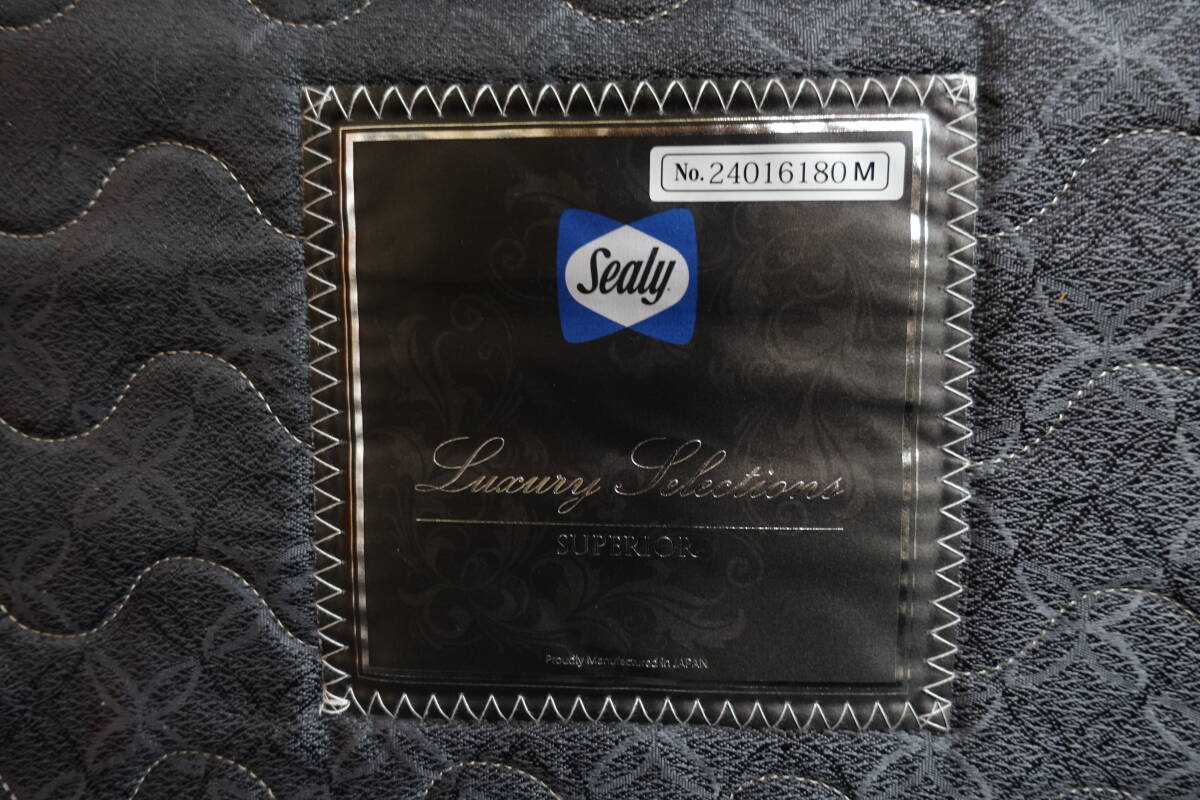 No. 24016180 M
Sealy
Luxury Selections
SUPERIOR
Proudly Manufactured in JAPAN